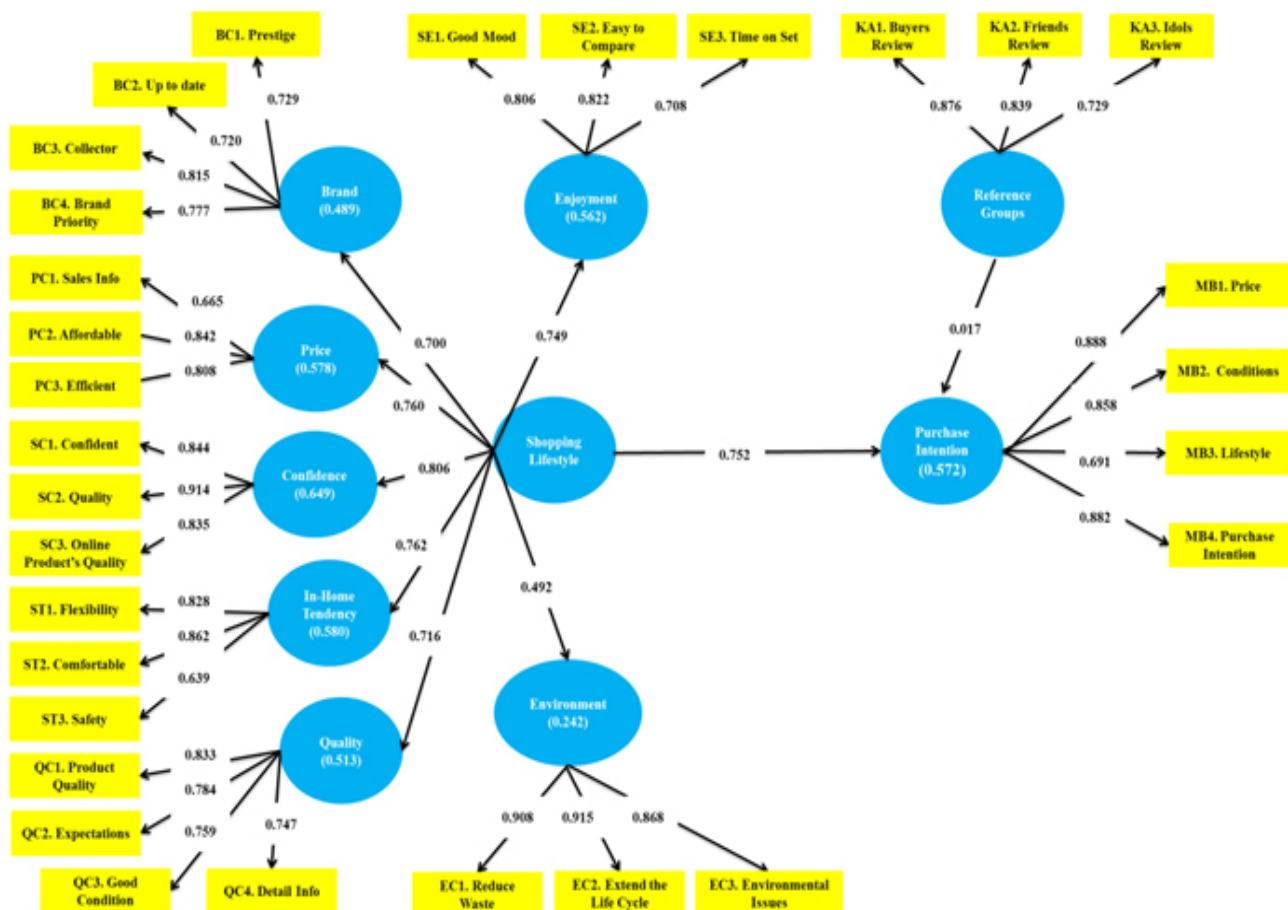 BC1. Prestige
SE1. Good Mood
SE2. Easy to
Compare
SE3. Time on Set
KA1. Buyers
Review
KA2. Friends
Review
KA3. Idols
Review
BC2. Up to date
0.729
0.806
0.822
0.708
0.876
0.839
0.729
BC3. Collector
0.720
0.815
BC4. Brand
Priority
0.777
Brand
(0.489)
Enjoyment
(0.562)
Reference
Groups
PC1. Sales Info
0.665
PC2. Affordable
0.842
PC3. Efficient
0.808
Price
(0.578)
0.700
0.749
0.017
MB1. Price
0.888
MB2. Conditions
0.858
0.760
SC1. Confident
0.844
SC2. Quality
0.914
SC3. Online
Product's Quality
0.835
Confidence
(0.649)
0.806
Shopping
Lifestyle
0.752
Purchase
Intention
(0.572)
0.691
MB3. Lifestyle
0.882
MB4. Purchase
Intention
ST1. Flexibility
0.828
ST2. Comfortable
0.862
ST3. Safety
0.639
In-Home
Tendency
(0.580)
0.762
0.492
0.716
QC1. Product
Quality
0.833
QC2. Expectations
0.784
0.759
0.747
Quality
(0.513)
Environment
(0.242)
QC3. Good
Condition
QC4. Detail Info
0.908
0.915
0.868
EC1. Reduce
Waste
EC2. Extend the
Life Cycle
EC3. Environmental
Issues